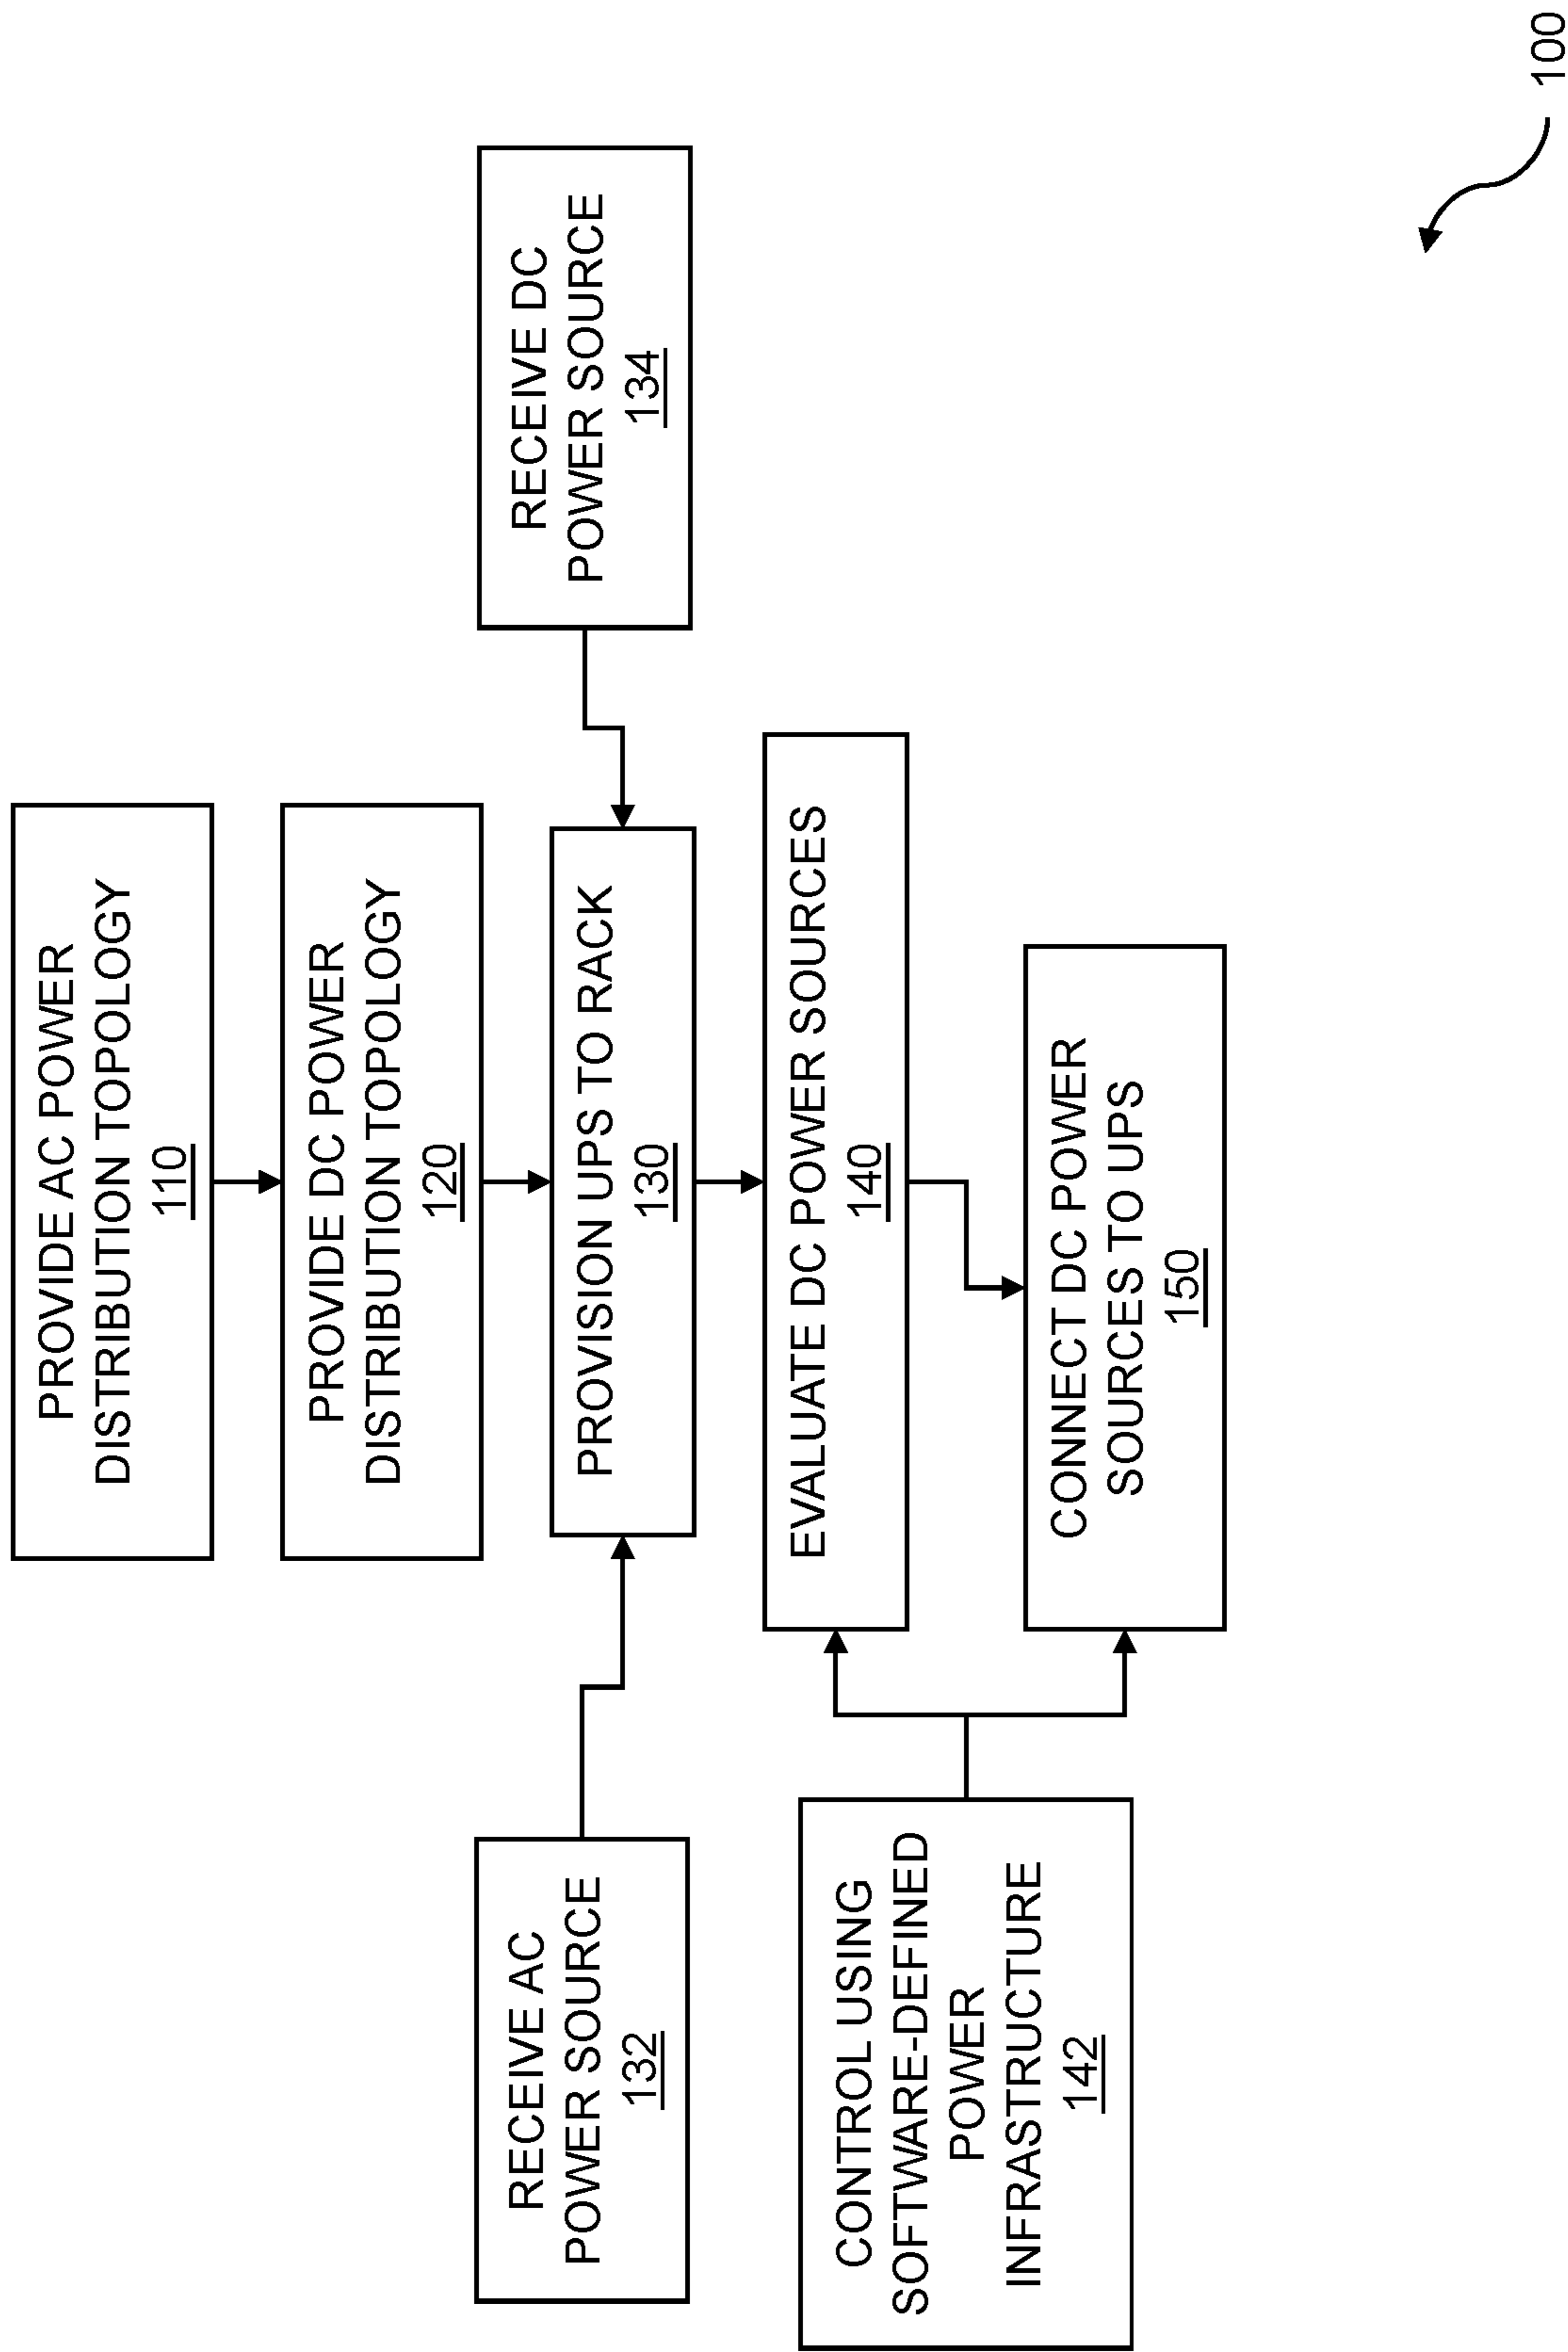 PROVIDE AC POWER
DISTRIBUTION TOPOLOGY
110
PROVIDE DC POWER
DISTRIBUTION TOPOLOGY
120
RECEIVE AC
POWER SOURCE
132
PROVISION UPS TO RACK
130
RECEIVE DC
POWER SOURCE
134
CONTROL USING
SOFTWARE-DEFINED
POWER
INFRASTRUCTURE
142
EVALUATE DC POWER SOURCES
140
CONNECT DC POWER
SOURCES TO UPS
150
100